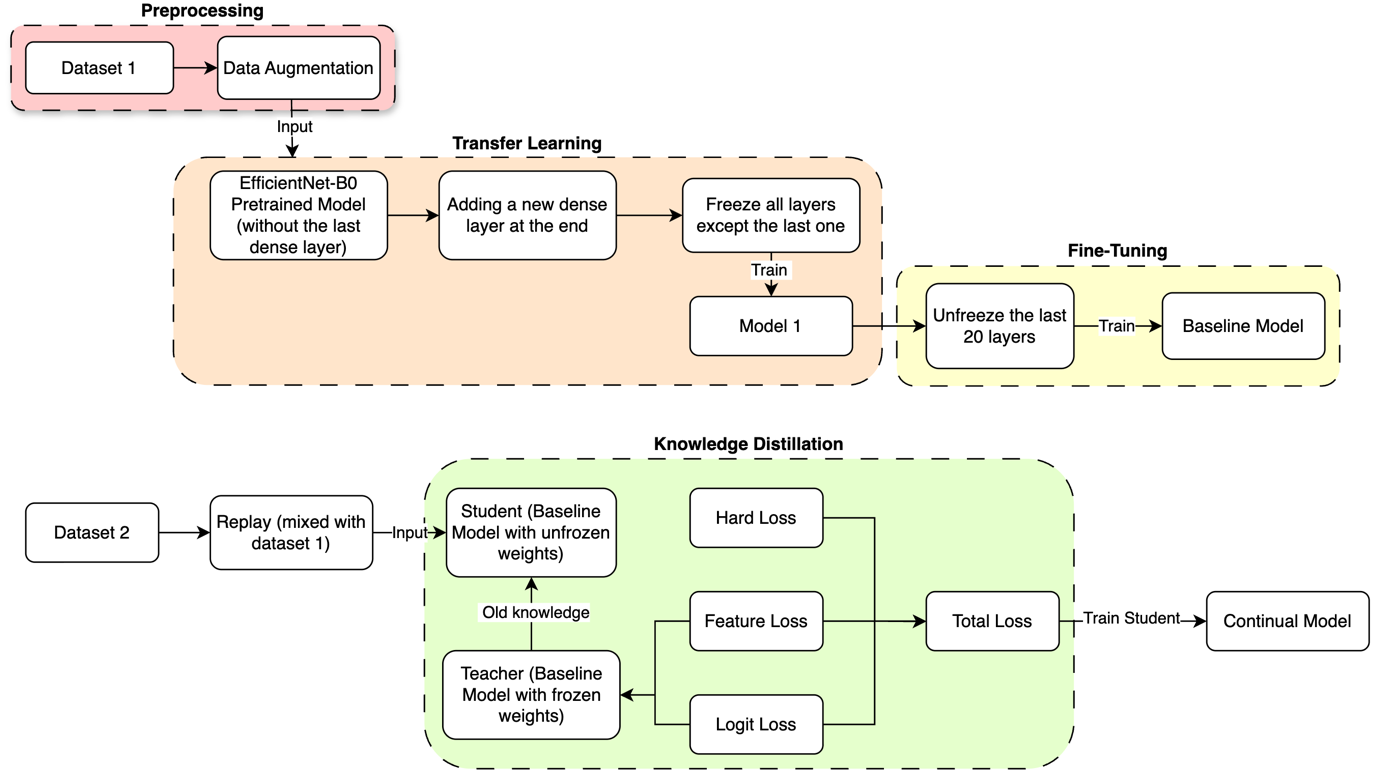 Preprocessing
Dataset 1
Data Augmentation
Input
Transfer Learning
EfficientNet-B0
Pretrained Model
(without the last
dense layer)
Adding a new dense
layer at the end
Freeze all layers
except the last one
Train
Model 1
Fine-Tuning
Unfreeze the last
20 layers
Train
Baseline Model
Knowledge Distillation
Dataset 2
Replay (mixed with
dataset 1)
Input
Student (Baseline
Model with unfrozen
weights)
Old knowledge
Teacher (Baseline
Model with frozen
weights)
Hard Loss
Feature Loss
Logit Loss
Total Loss
Train Student
Continual Model